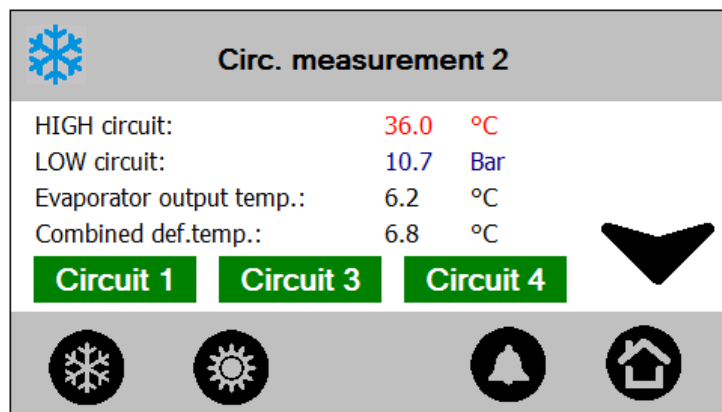 Circ. measurement 2
HIGH circuit: 36.0 °C
LOW circuit: 10.7 Bar
Evaporator output temp.: 6.2 °C
Combined def.temp.: 6.8 °C
Circuit 1 Circuit 3 Circuit 4